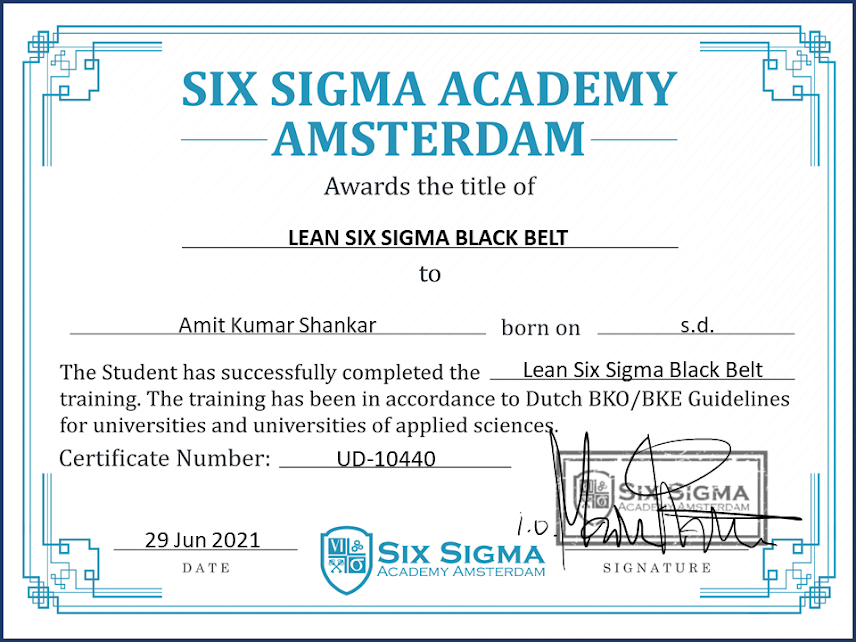 SIX SIGMA ACADEMY
AMSTERDAM
Awards the title of
LEAN SIX SIGMA BLACK BELT
to
Amit Kumar Shankar born on s.d.
The Student has successfully completed the Lean Six Sigma Black Belt
training. The training has been in accordance to Dutch BKO/BKE Guidelines
for universities and universities of applied sciences.
Certificate Number: UD-10440
SIX SIGMA
ACADEMY AMSTERDAM
i.o.
29 Jun 2021
DATE
VI
SIX SIGMA
ACADEMY AMSTERDAM
SIGNATURE